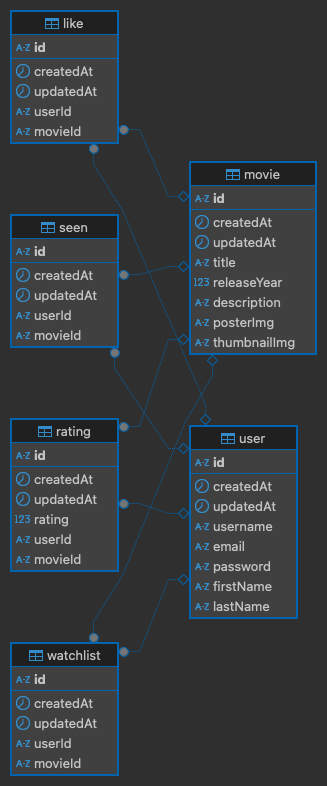 like
A-Z id
createdAt
updatedAt
A-Z userId
A-Z movieId
movie
A-Z id
createdAt
updatedAt
A-Z title
123 releaseYear
A-Z description
A-Z posterImg
A-Z thumbnailImg
seen
A-Z id
createdAt
updatedAt
A-Z userId
A-Z movieId
rating
A-Z id
createdAt
updatedAt
123 rating
A-Z userId
A-Z movieId
user
A-Z id
createdAt
updatedAt
A-Z username
A-Z email
A-Z password
A-Z firstName
A-Z lastName
watchlist
A-Z id
createdAt
updatedAt
A-Z userId
A-Z movieId